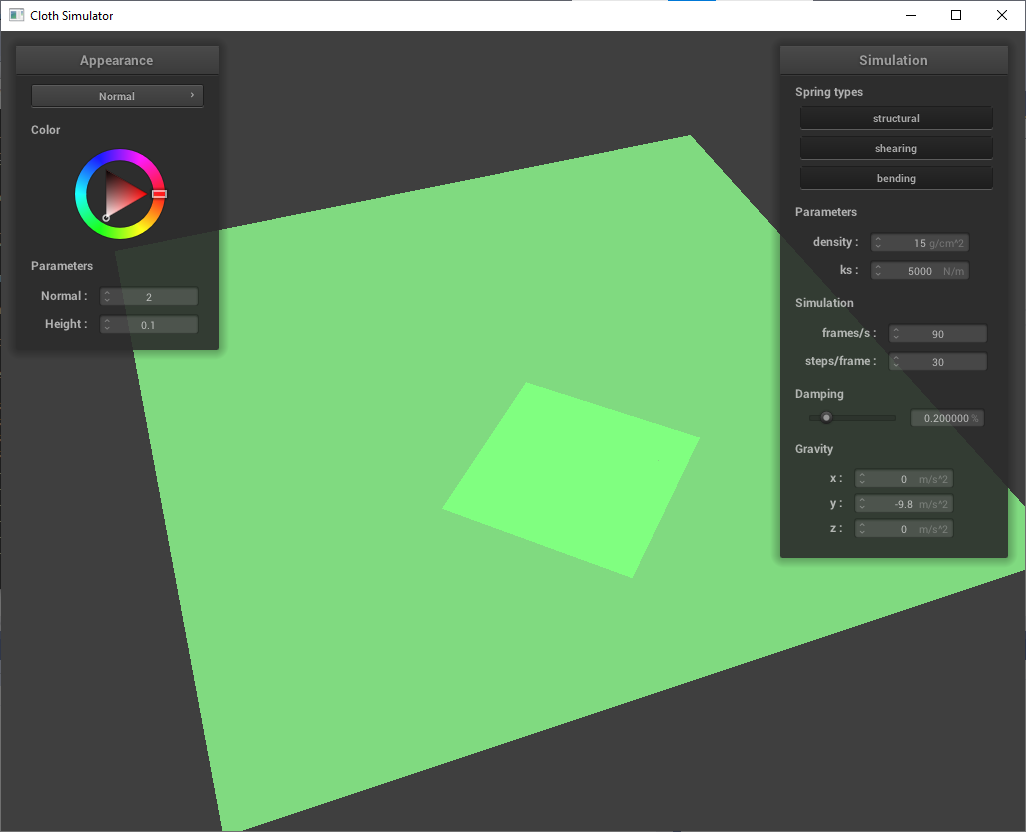 Cloth Simulator
Appearance
Normal
Color
Parameters
Normal : 2
Height : 0.1
Simulation
Spring types
structural
shearing
bending
Parameters
density : 15 g/cm^2
ks : 5000 N/m
Simulation
frames/s : 90
steps/frame : 30
Damping
0.200000 %
Gravity
x : 0 m/s^2
y : -9.8 m/s^2
z : 0 m/s^2